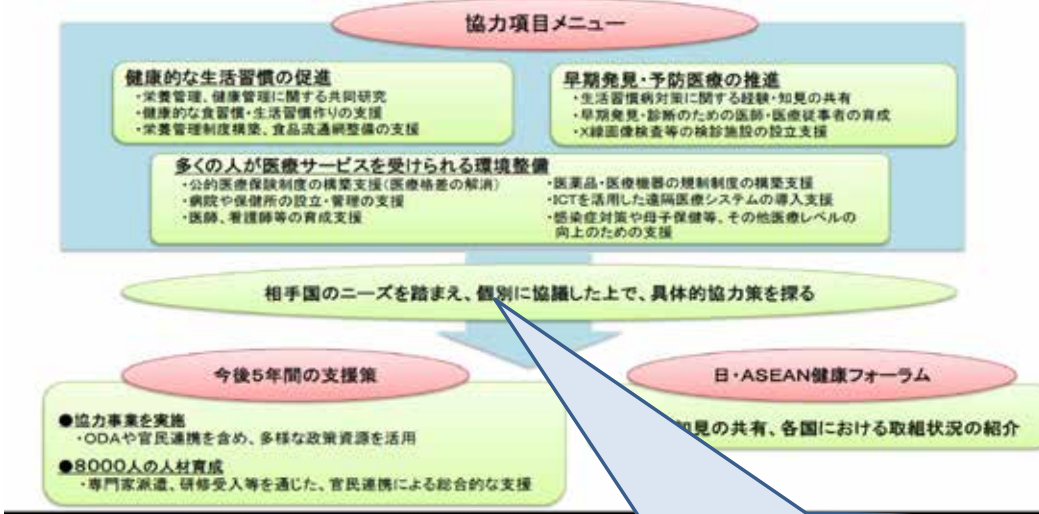 協力項目メニュー
健康的な生活習慣の促進
・栄養管理、健康管理に関する共同研究
・健康的な食習慣・生活習慣作りの支援
・栄養管理制度構築、食品流通網整備の支援
早期発見・予防医療の推進
・生活習慣病対策に関する経験・知見の共有
・早期発見・診断のための医師・医療従事者の育成
・X線画像検査等の検診施設の設立支援
多くの人が医療サービスを受けられる環境整備
・公的医療保険制度の構築支援(医療格差の解消)
・病院や保健所の設立・管理の支援
・医師、看護師等の育成支援
・医薬品・医療機器の規制制度の構築支援
・ICTを活用した遠隔医療システムの導入支援
・感染症対策や母子保健等、その他医療レベルの
向上のための支援
相手国のニーズを踏まえ、個別に協議した上で、具体的協力策を探る
今後5年間の支援策
●協力事業を実施
・ODAや官民連携を含め、多様な政策資源を活用
●8000人の人材育成
・専門家派遣、研修受入等を通じた、官民連携による総合的な支援
日・ASEAN健康フォーラム
知見の共有、各国における取組状況の紹介